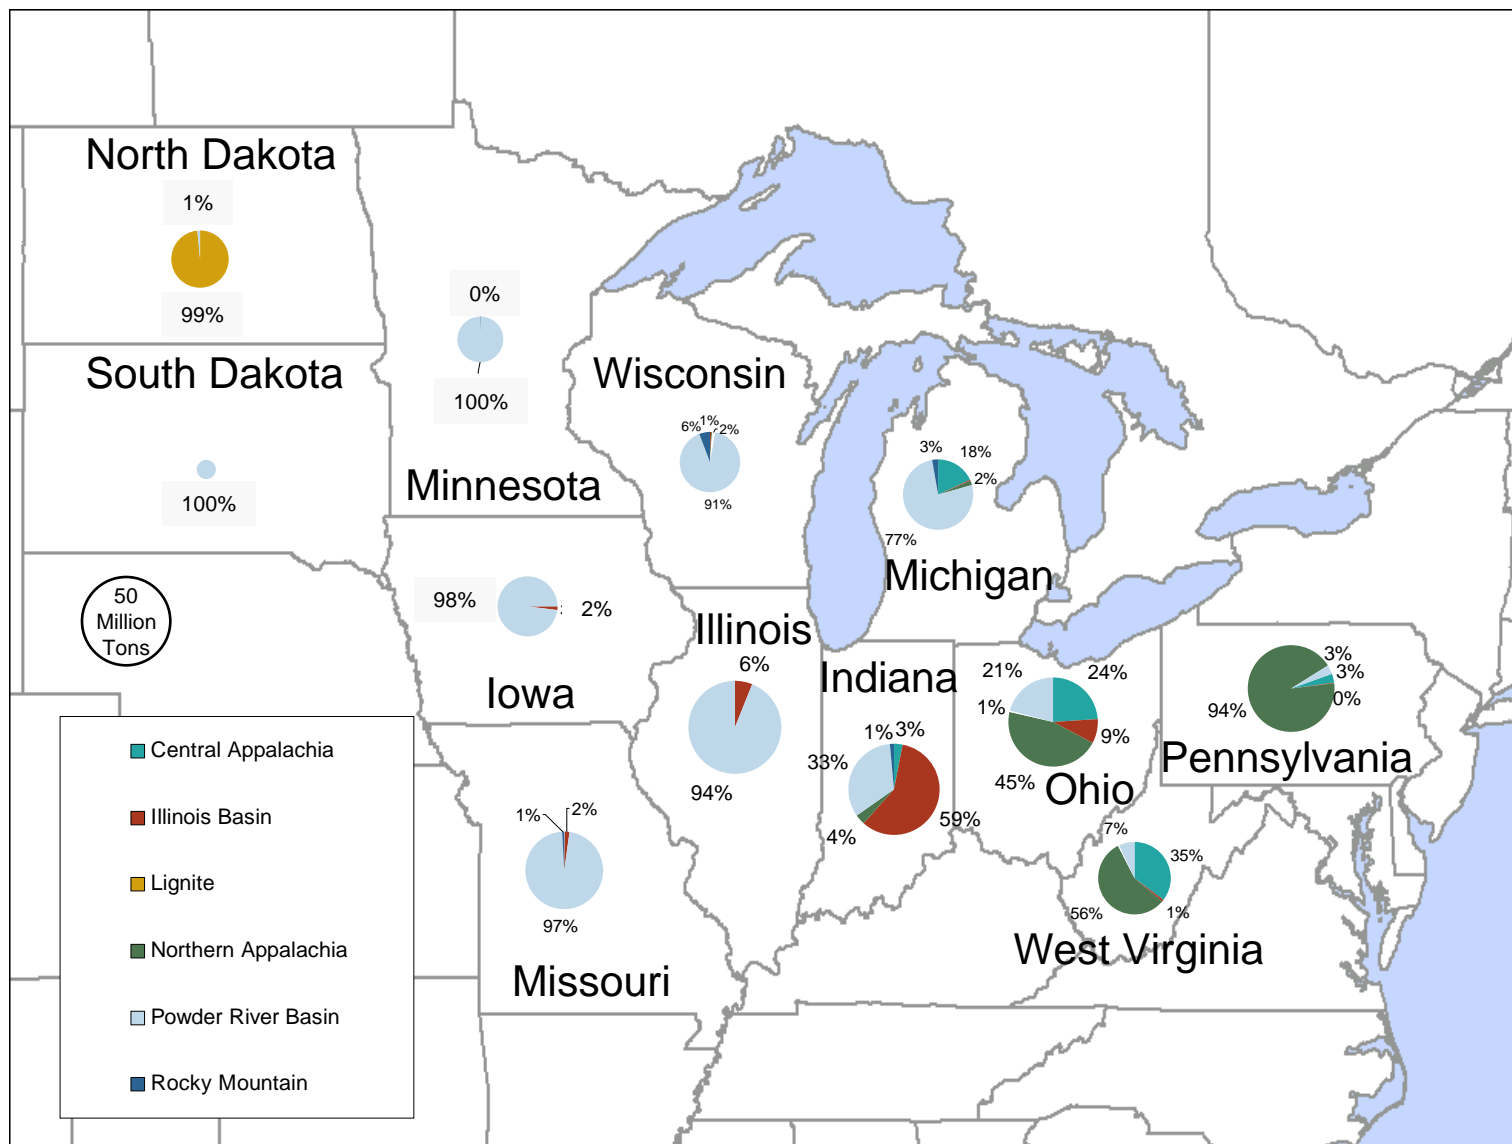 North Dakota
1%
99%
South Dakota
100%
0%
100%
Minnesota
Wisconsin
6%
1%
2%
91%
3%
18%
2%
77%
Michigan
50
Million
Tons
98%
2%
Iowa
Illinois
6%
94%
Indiana
1%
3%
33%
4%
59%
21%
24%
1%
9%
45%
Ohio
3%
3%
0%
94%
Pennsylvania
7%
35%
56%
1%
West Virginia
1%
2%
97%
Missouri
Central Appalachia
Illinois Basin
Lignite
Northern Appalachia
Powder River Basin
Rocky Mountain